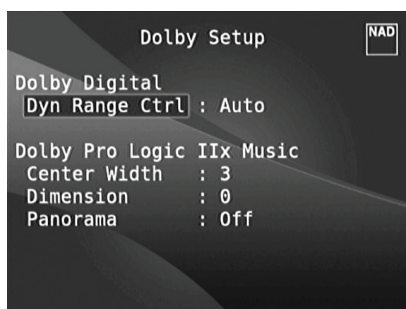 Dolby Setup
NAD
Dolby Digital
Dyn Range Ctrl : Auto
Dolby Pro Logic IIx Music
Center Width : 3
Dimension : 0
Panorama : Off